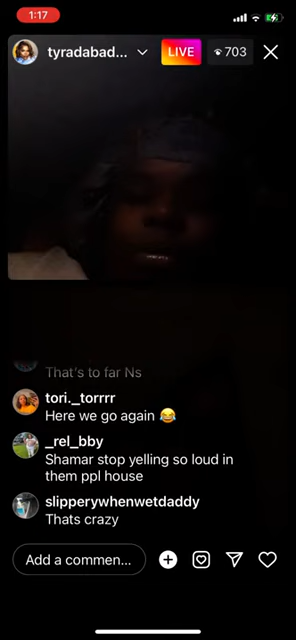 1:17
tyradabad...
LIVE
703
That's to far Ns
tori._torrrr
Here we go again 😂
_rel_bby
Shamar stop yelling so loud in
them ppl house
slipperywhenwetdaddy
Thats crazy
Add a commen...